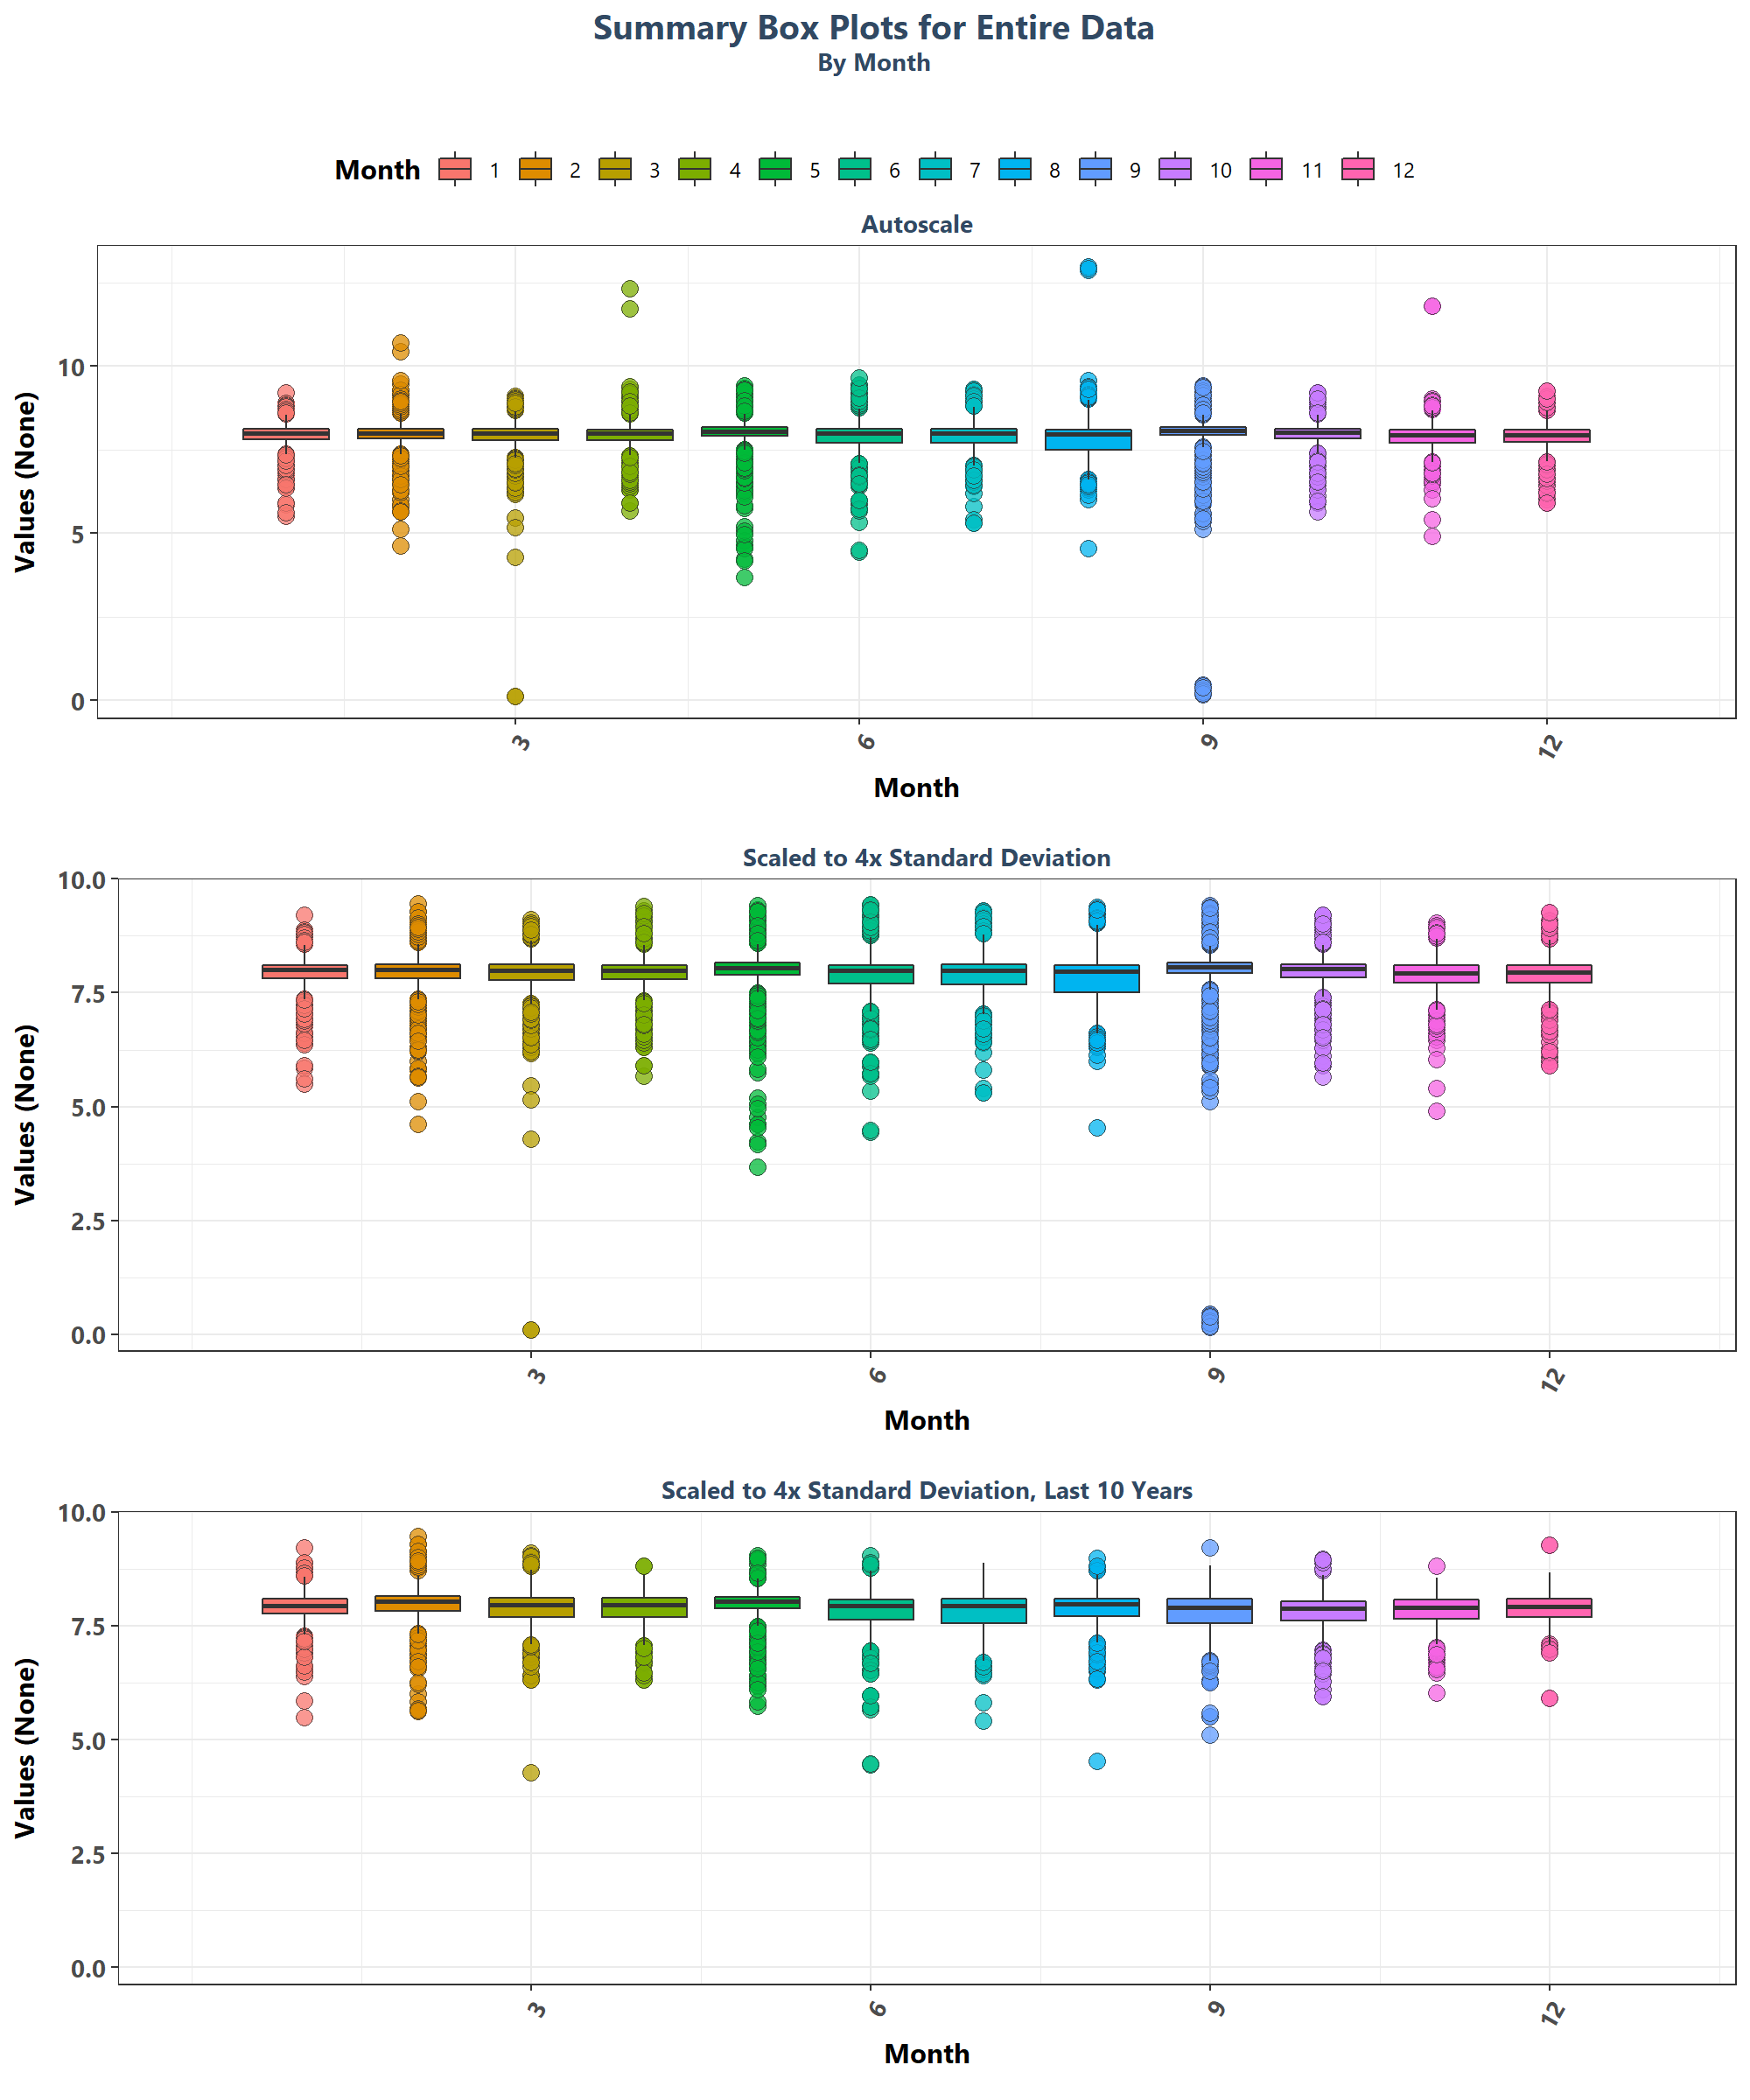 Summary Box Plots for Entire Data
By Month
Month 1 2 3 4 5 6 7 8 9 10 11 12
Autoscale
Values (None)
10
5
0
3 6 9 12
Month
Scaled to 4x Standard Deviation
Values (None)
10.0
7.5
5.0
2.5
0.0
3 6 9 12
Month
Scaled to 4x Standard Deviation, Last 10 Years
Values (None)
10.0
7.5
5.0
2.5
0.0
3 6 9 12
Month